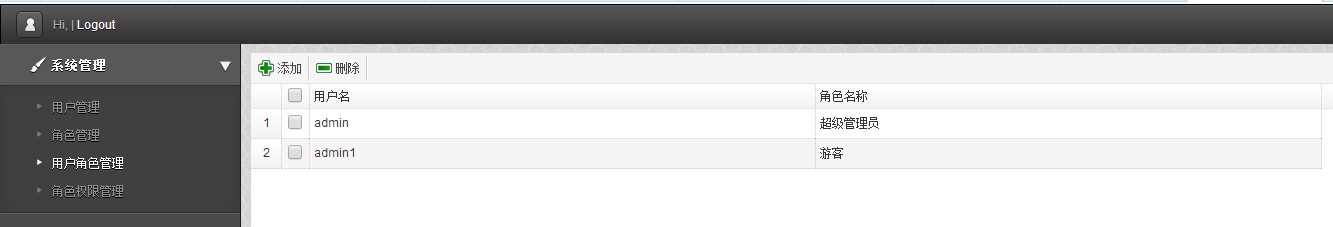 Hi, | Logout
系统管理
用户管理
角色管理
用户角色管理
角色权限管理
添加 删除
用户名 角色名称
1 admin 超级管理员
2 admin1 游客